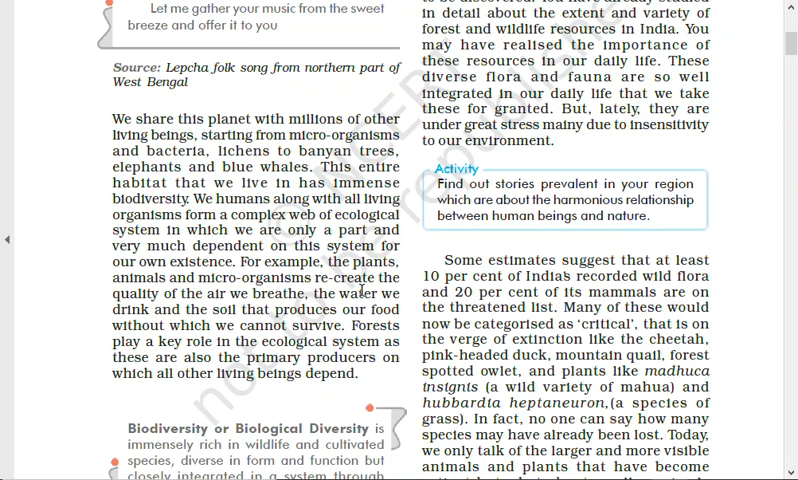 Let me gather your music from the sweet
breeze and offer it to you
Source: Lepcha folk song from northern part of
West Bengal
We share this planet with millions of other
living beings, starting from micro-organisms
and bacteria, lichens to banyan trees,
elephants and blue whales. This entire
habitat that we live in has immense
biodiversity. We humans along with all living
organisms form a complex web of ecological
system in which we are only a part and
very much dependent on this system for
our own existence. For example, the plants,
animals and micro-organisms re-create the
quality of the air we breathe, the water we
drink and the soil that produces our food
without which we cannot survive. Forests
play a key role in the ecological system as
these are also the primary producers on
which all other living beings depend.
Biodiversity or Biological Diversity is
immensely rich in wildlife and cultivated
species, diverse in form and function but
closely integrated in a system through
in detail about the extent and variety of
forest and wildlife resources in India. You
may have realised the importance of
these resources in our daily life. These
diverse flora and fauna are so well
integrated in our daily life that we take
these for granted. But, lately, they are
under great stress mainy due to insensitivity
to our environment.
Activity
Find out stories prevalent in your region
which are about the harmonious relationship
between human beings and nature.
Some estimates suggest that at least
10 per cent of India's recorded wild flora
and 20 per cent of its mammals are on
the threatened list. Many of these would
now be categorised as ‘critical’, that is on
the verge of extinction like the cheetah,
pink-headed duck, mountain quail, forest
spotted owlet, and plants like madhuca
insignis (a wild variety of mahua) and
hubbardia heptaneuron,(a species of
grass). In fact, no one can say how many
species may have already been lost. Today,
we only talk of the larger and more visible
animals and plants that have become
© NCERT
not to be republished